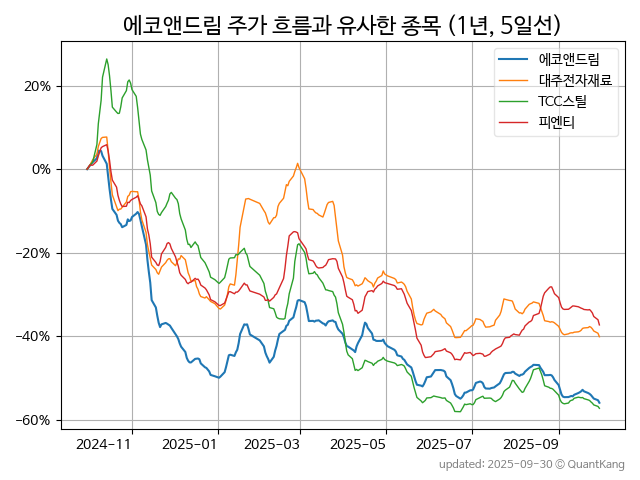 에코앤드림 주가 흐름과 유사한 종목 (1년, 5일선)
에코앤드림
대주전자재료
TCC스틸
피엔티
20%
0%
−20%
−40%
−60%
2024−11
2025−01
2025−03
2025−05
2025−07
2025−09
updated: 2025-09-30 © QuantKang